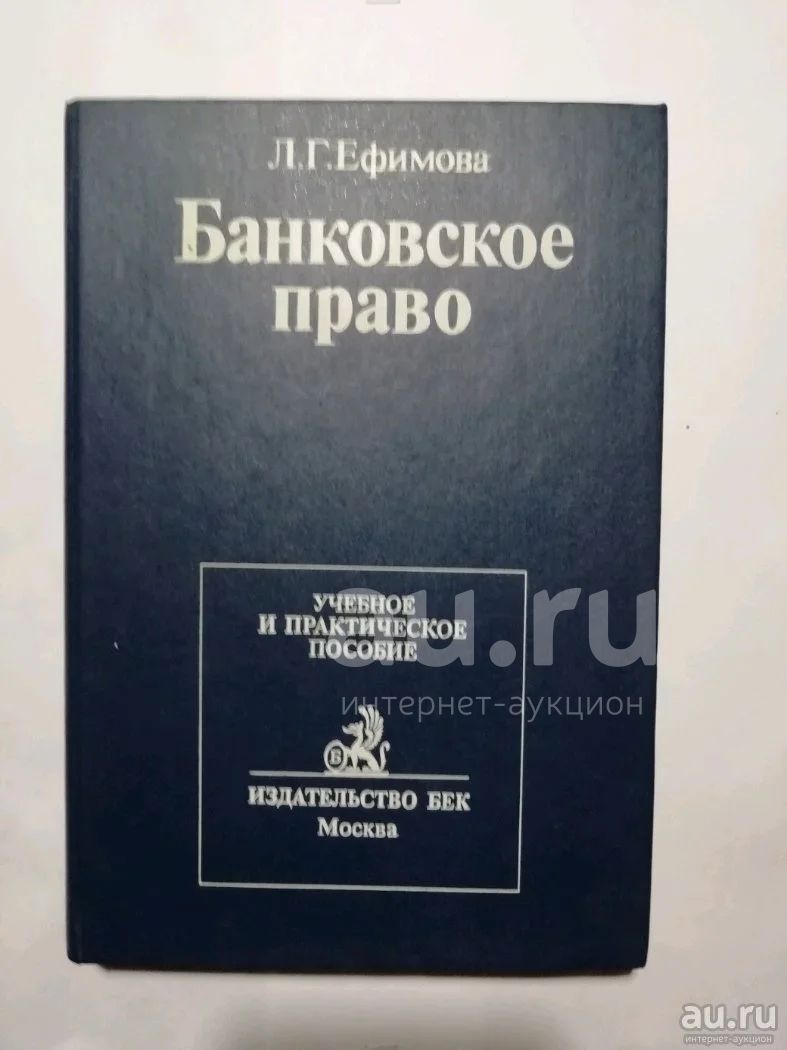 Л.Г.Ефимова
Банковское
право
УЧЕБНОЕ
И ПРАКТИЧЕСКОЕ
ПОСОБИЕ
au.ru
интернет-аукцион
Б
ИЗДАТЕЛЬСТВО БЕК
Москва
au.ru
интернет-аукцион